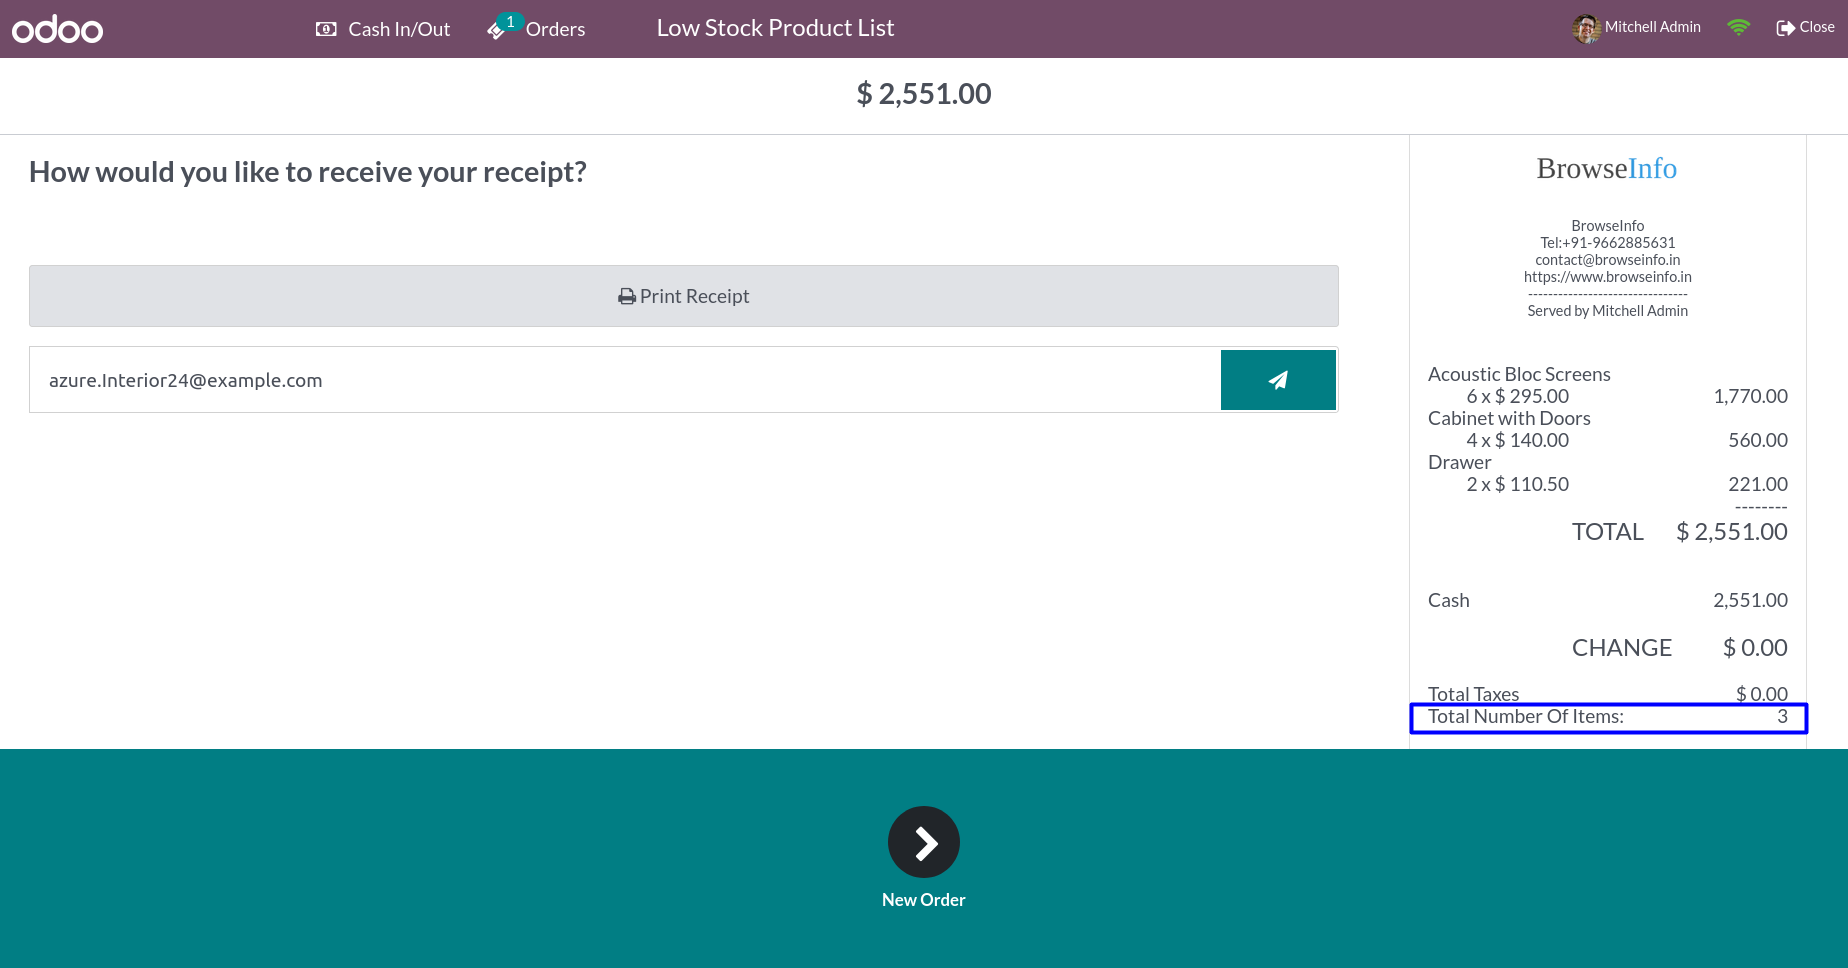 odoo
Cash In/Out
1
Orders
Low Stock Product List
Mitchell Admin
Close
$ 2,551.00
How would you like to receive your receipt?
Print Receipt
azure.Interior24@example.com
BrowseInfo
BrowseInfo
Tel:+91-9662885631
contact@browseinfo.in
https://www.browseinfo.in
--------------------------------
Served by Mitchell Admin
Acoustic Bloc Screens
6 x $ 295.00 1,770.00
Cabinet with Doors
4 x $ 140.00 560.00
Drawer
2 x $ 110.50 221.00
--------
TOTAL $ 2,551.00
Cash 2,551.00
CHANGE $ 0.00
Total Taxes $ 0.00
Total Number Of Items: 3
New Order